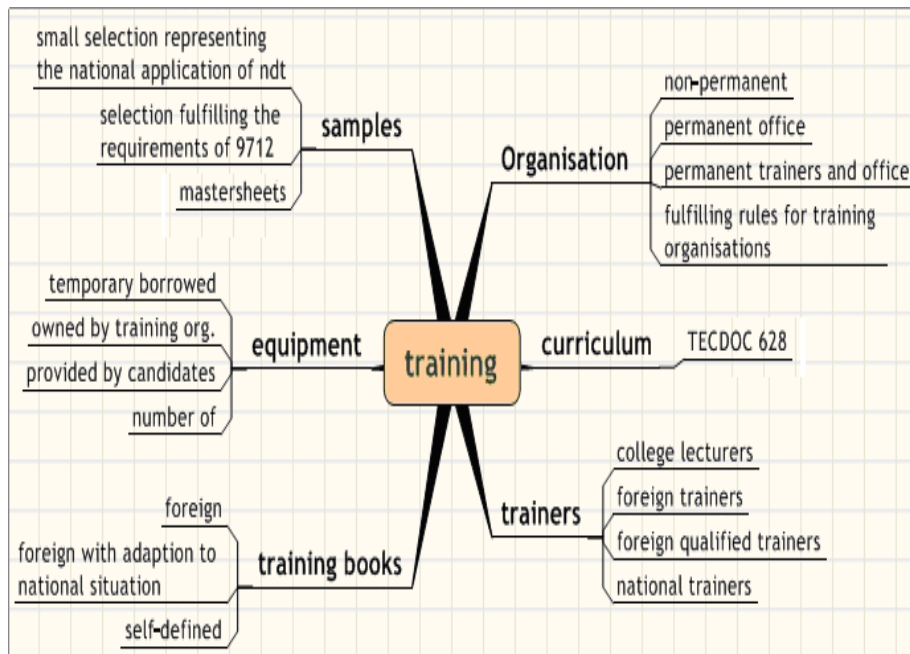 small selection representing
the national application of ndt
selection fulfilling the
requirements of 9712
mastersheets
samples
Organisation
non-permanent
permanent office
permanent trainers and office
fulfilling rules for training
organisations
temporary borrowed
owned by training org.
provided by candidates
number of
equipment
training
curriculum
TECDOC 628
foreign
foreign with adaption to
national situation
self-defined
training books
trainers
college lecturers
foreign trainers
foreign qualified trainers
national trainers